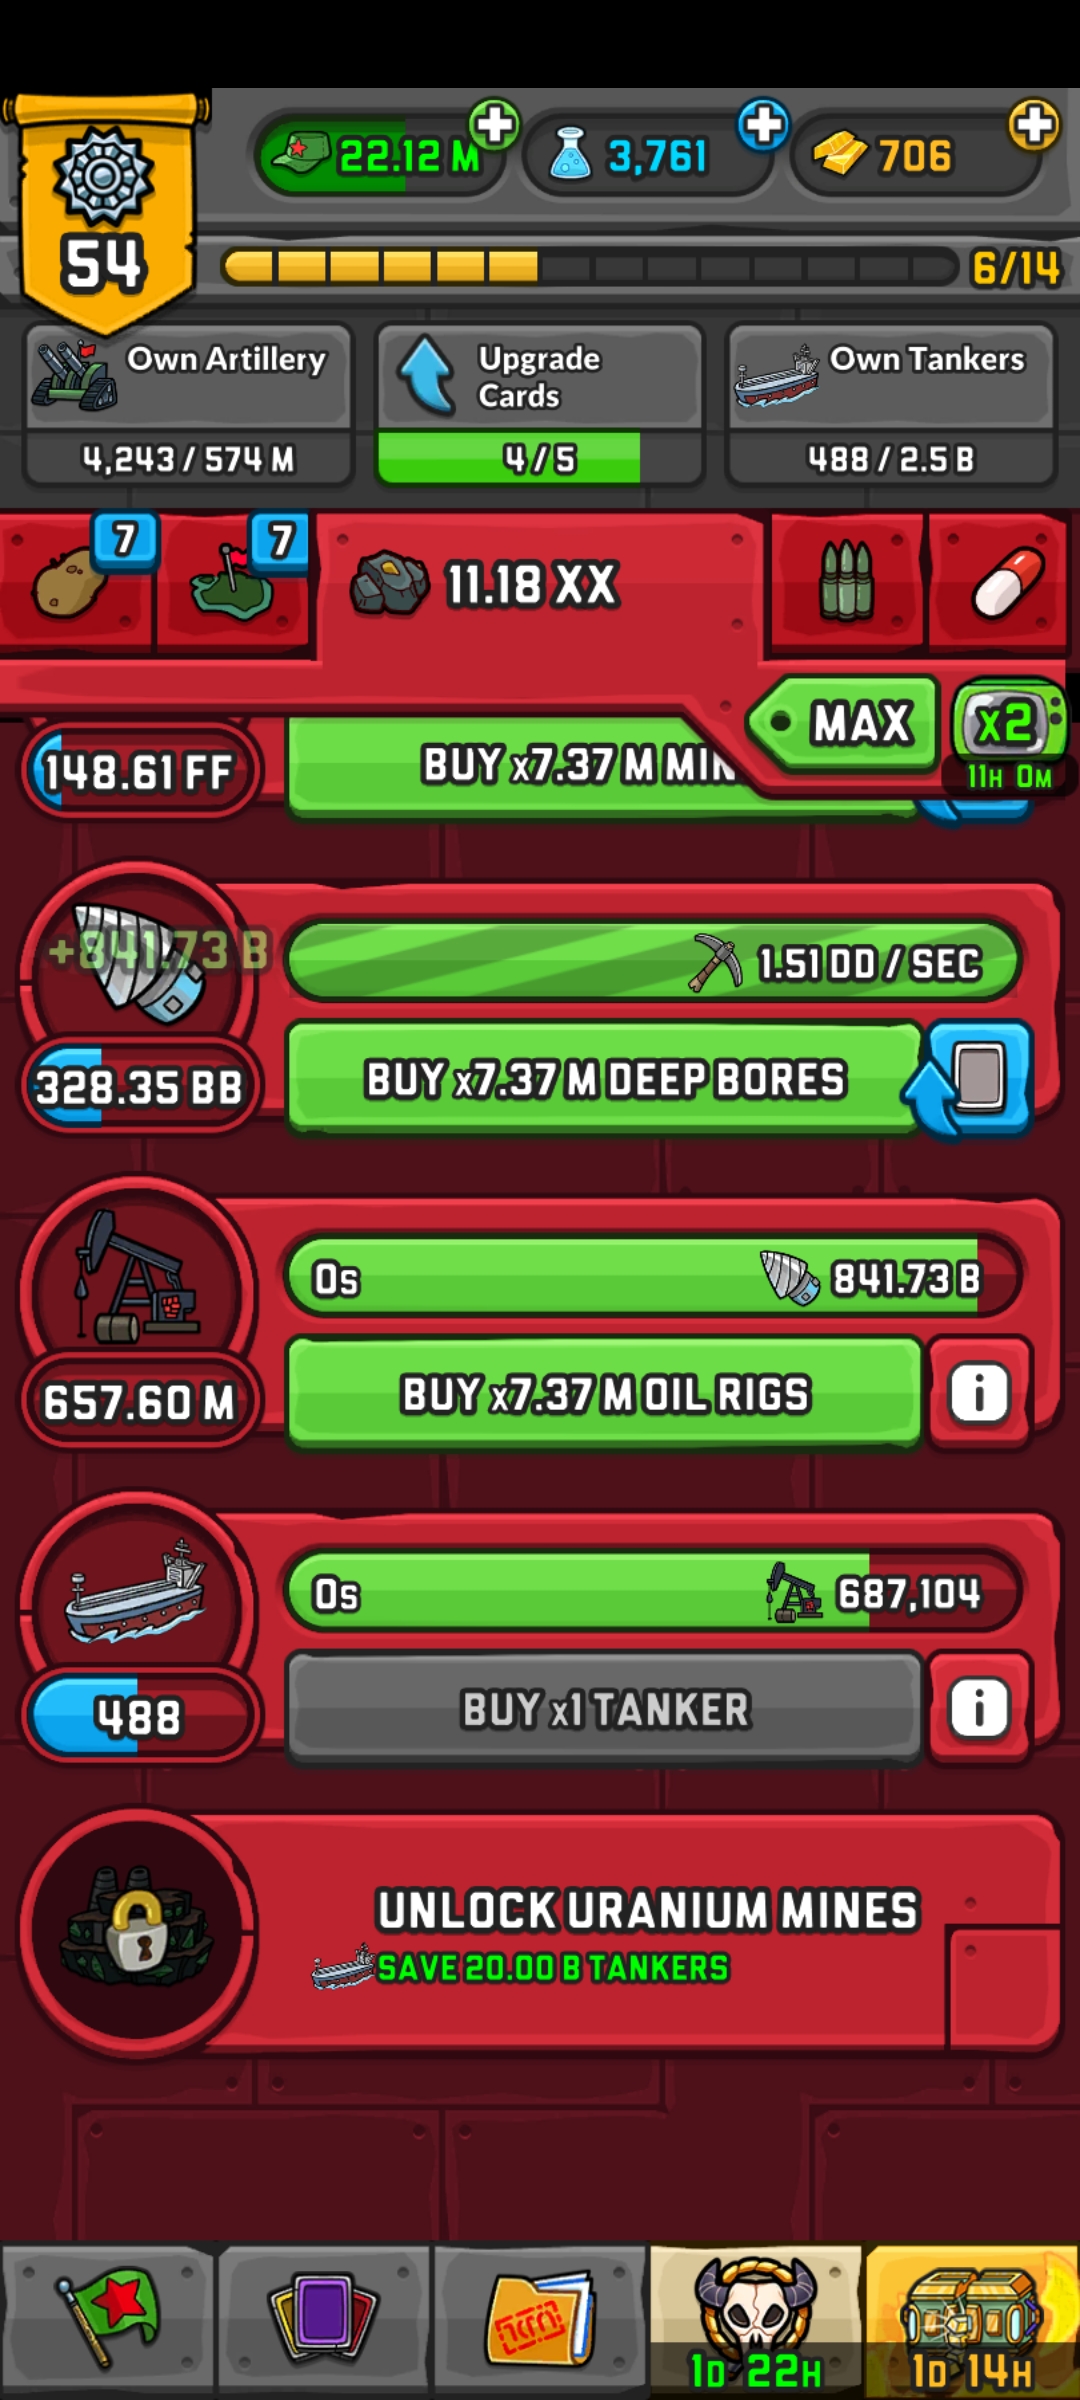 22.12 M
3,761
706
54
6/14
Own Artillery
4,243 / 574 M
Upgrade
Cards
4 / 5
Own Tankers
488 / 2.5 B
7
7
11.18 XX
MAX
x2
11H 0M
148.61 FF
BUY x7.37 M MIN
+841.73 B
1.51 DD / SEC
328.35 BB
BUY x7.37 M DEEP BORES
0s
841.73 B
657.60 M
BUY x7.37 M OIL RIGS
i
0s
687,104
488
BUY x1 TANKER
i
UNLOCK URANIUM MINES
SAVE 20.00 B TANKERS
1D 22H
1D 14H